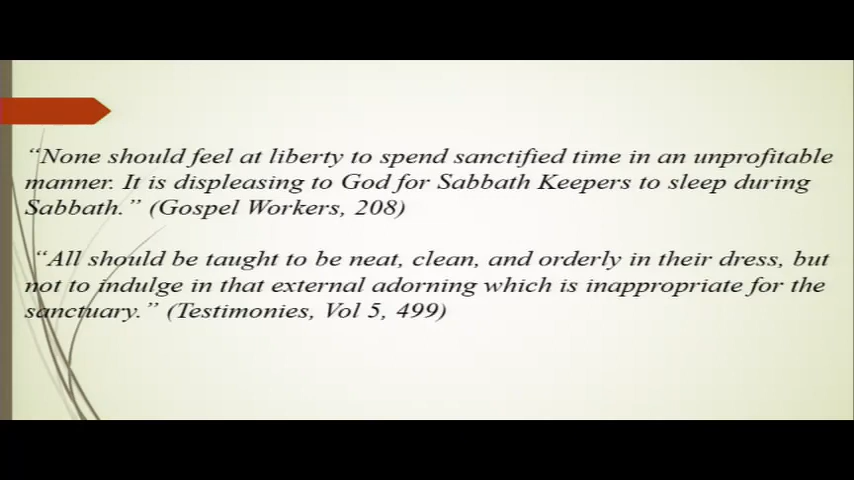 “None should feel at liberty to spend sanctified time in an unprofitable
manner. It is displeasing to God for Sabbath Keepers to sleep during
Sabbath.” (Gospel Workers, 208)
“All should be taught to be neat, clean, and orderly in their dress, but
not to indulge in that external adorning which is inappropriate for the
sanctuary.” (Testimonies, Vol 5, 499)